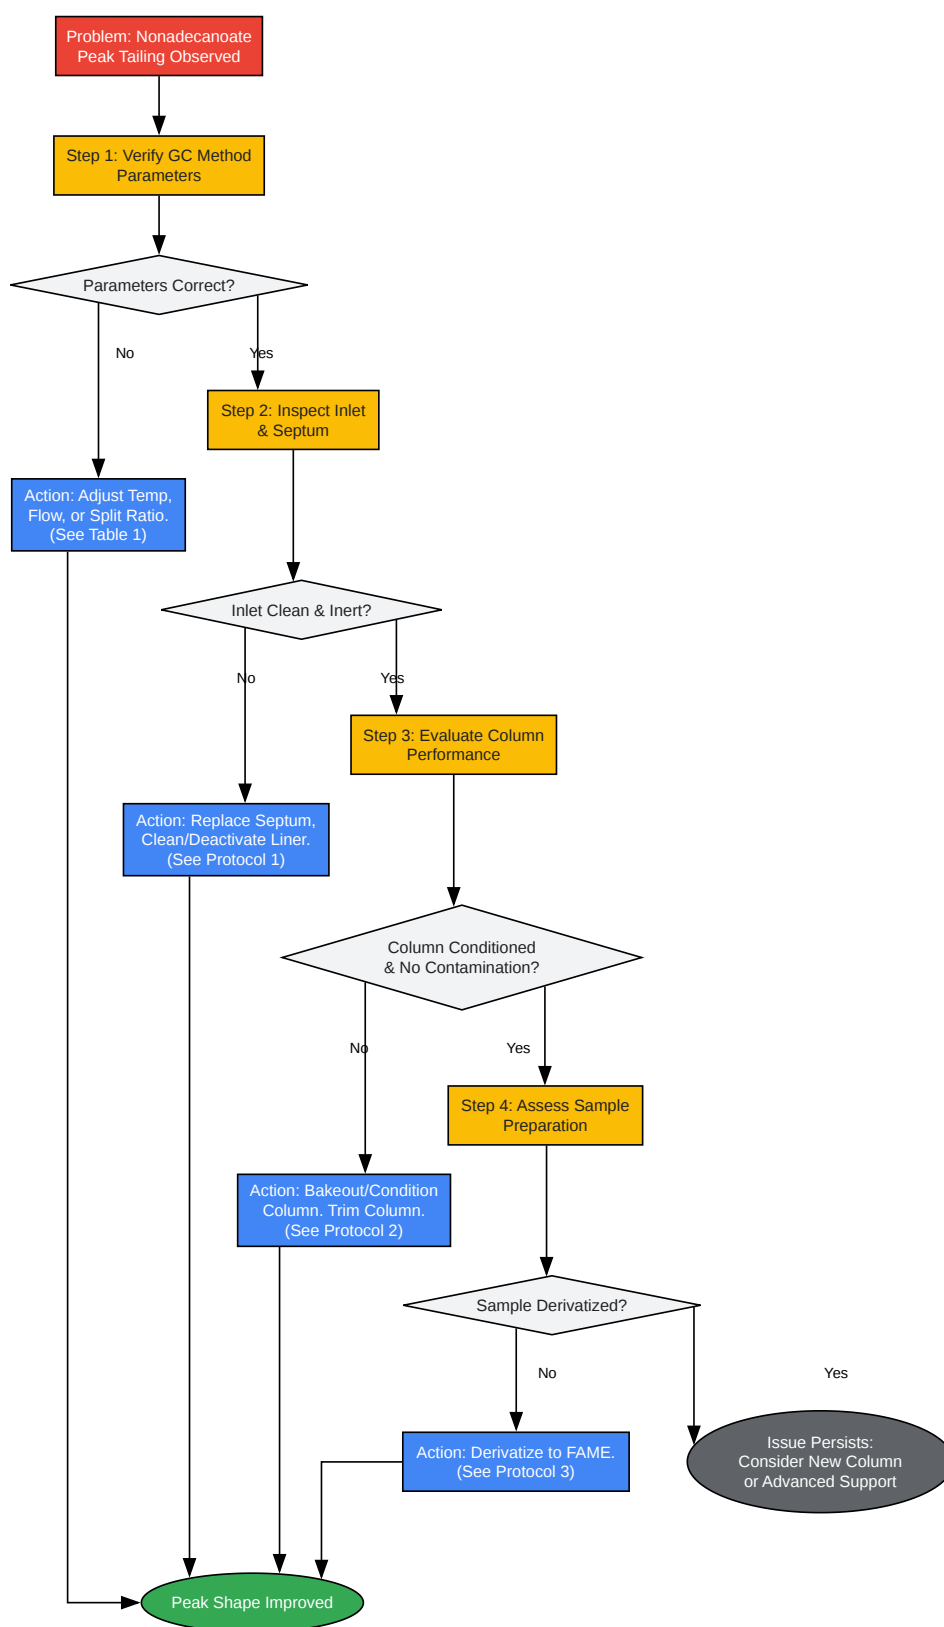 Problem: Nonadecanoate
Peak Tailing Observed
Step 1: Verify GC Method
Parameters
Parameters Correct?
No
Yes
Step 2: Inspect Inlet
& Septum
Action: Adjust Temp,
Flow, or Split Ratio.
(See Table 1)
Inlet Clean & Inert?
No
Yes
Step 3: Evaluate Column
Performance
Action: Replace Septum,
Clean/Deactivate Liner.
(See Protocol 1)
Column Conditioned
& No Contamination?
No
Yes
Step 4: Assess Sample
Preparation
Action: Bakeout/Condition
Column. Trim Column.
(See Protocol 2)
Sample Derivatized?
No
Yes
Action: Derivatize to FAME.
(See Protocol 3)
Issue Persists:
Consider New Column
or Advanced Support
Peak Shape Improved